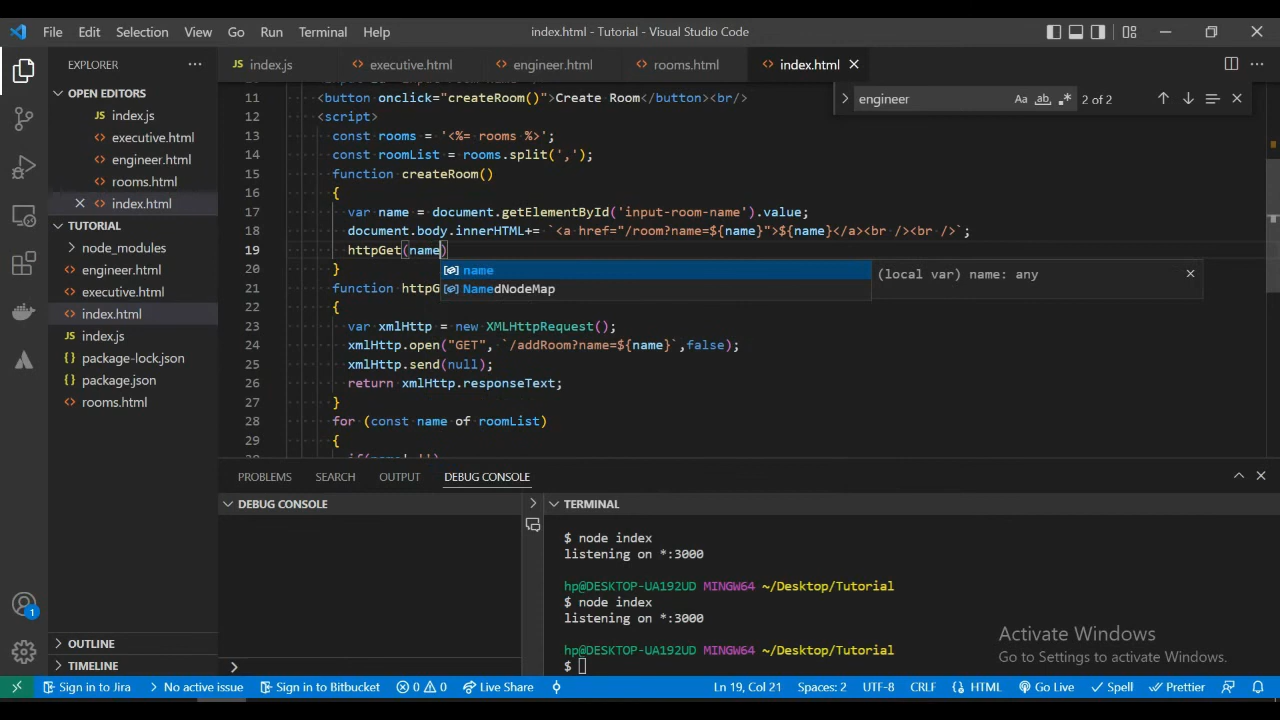 File Edit Selection View Go Run Terminal Help
index.html - Tutorial - Visual Studio Code
EXPLORER
OPEN EDITORS
index.js
executive.html
engineer.html
rooms.html
index.html
TUTORIAL
node_modules
engineer.html
executive.html
index.html
index.js
package-lock.json
package.json
rooms.html
OUTLINE
TIMELINE
index.js executive.html engineer.html rooms.html index.html
engineer Aa ab 2 of 2
11 <button onclick="createRoom()">Create Room</button><br/>
12 <script>
13 const rooms = '<%= rooms %>';
14 const roomList = rooms.split(',');
15 function createRoom()
16 {
17 var name = document.getElementById('input-room-name').value;
18 document.body.innerHTML+= `<a href="/room?name=${name}">${name}</a><br /><br />`;
19 httpGet(name)
20 }
21 function httpG
22 {
23 var xmlHttp = new XMLHttpRequest();
24 xmlHttp.open("GET", `/addRoom?name=${name}`,false);
25 xmlHttp.send(null);
26 return xmlHttp.responseText;
27 }
28 for (const name of roomList)
29 {
name
NamedNodeMap
(local var) name: any
PROBLEMS SEARCH OUTPUT DEBUG CONSOLE
DEBUG CONSOLE
TERMINAL
$ node index
listening on *:3000
hp@DESKTOP-UA192UD MINGW64 ~/Desktop/Tutorial
$ node index
listening on *:3000
hp@DESKTOP-UA192UD MINGW64 ~/Desktop/Tutorial
$
Activate Windows
Go to Settings to activate Windows.
1
Sign in to Jira No active issue Sign in to Bitbucket 0 0 Live Share Ln 19, Col 21 Spaces: 2 UTF-8 CRLF HTML Go Live Spell Prettier